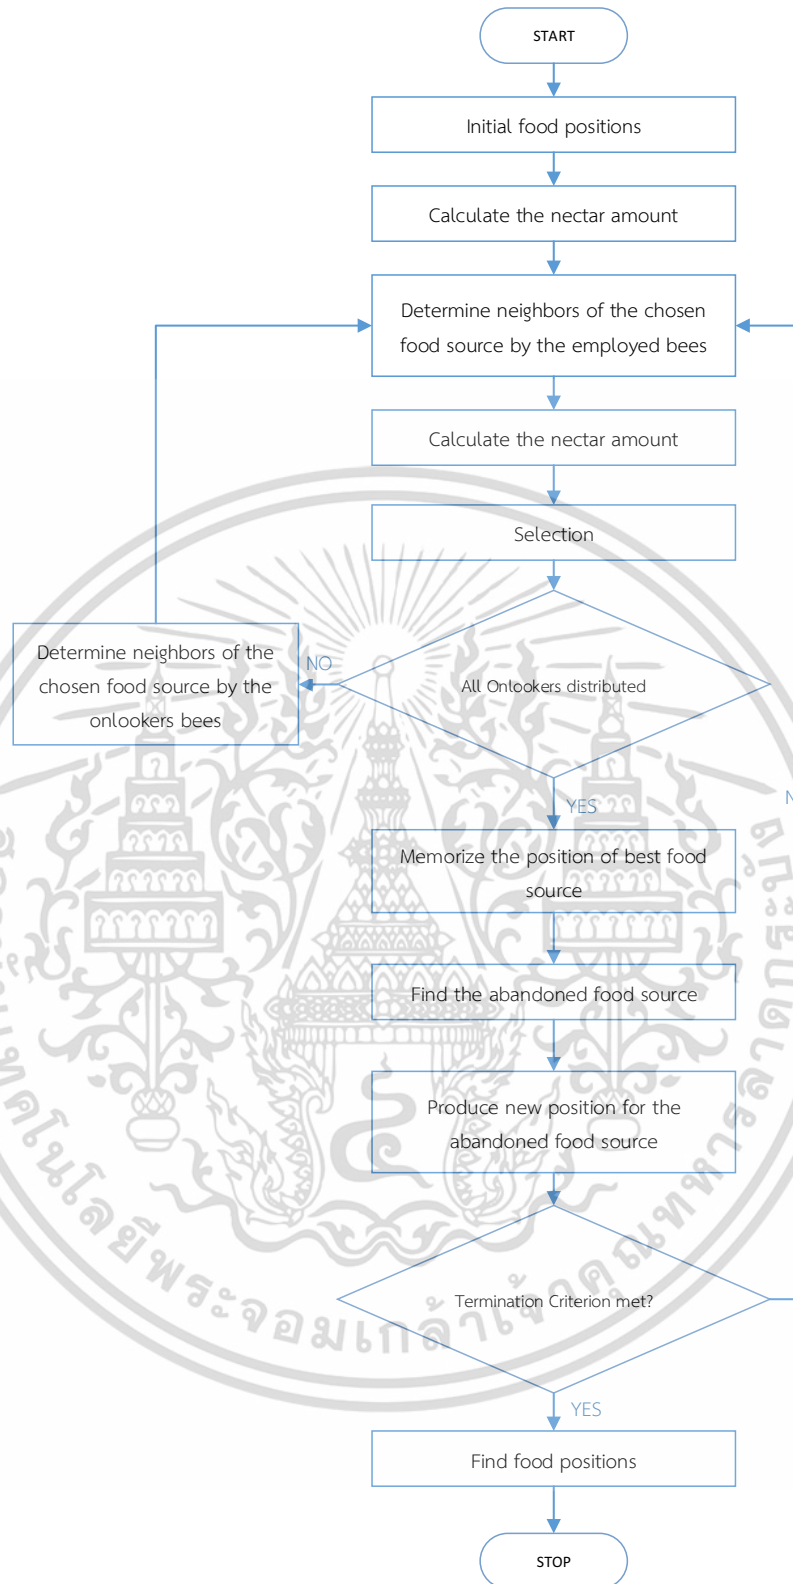 START
Initial food positions
Calculate the nectar amount
Determine neighbors of the chosen
food source by the employed bees
Calculate the nectar amount
Selection
All Onlookers distributed
NO
Determine neighbors of the
chosen food source by the
onlookers bees
YES
Memorize the position of best food
source
Find the abandoned food source
Produce new position for the
abandoned food source
Termination Criterion met?
YES
Find food positions
STOP